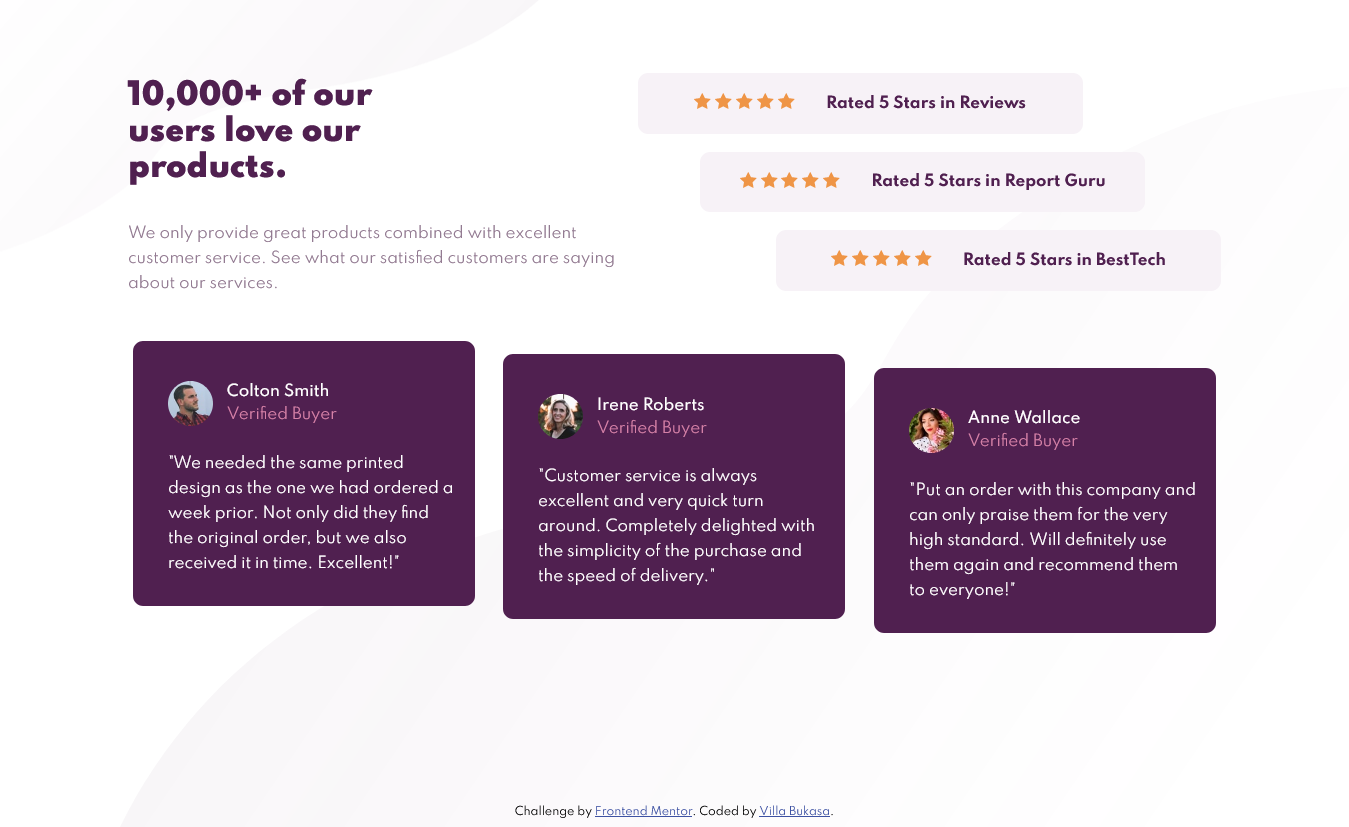 10,000+ of our
users love our
products.
We only provide great products combined with excellent
customer service. See what our satisfied customers are saying
about our services.
Rated 5 Stars in Reviews
Rated 5 Stars in Report Guru
Rated 5 Stars in BestTech
Colton Smith
Verified Buyer
"We needed the same printed
design as the one we had ordered a
week prior. Not only did they find
the original order, but we also
received it in time. Excellent!"
Irene Roberts
Verified Buyer
"Customer service is always
excellent and very quick turn
around. Completely delighted with
the simplicity of the purchase and
the speed of delivery."
Anne Wallace
Verified Buyer
"Put an order with this company and
can only praise them for the very
high standard. Will definitely use
them again and recommend them
to everyone!"
Challenge by Frontend Mentor. Coded by Villa Bukasa.